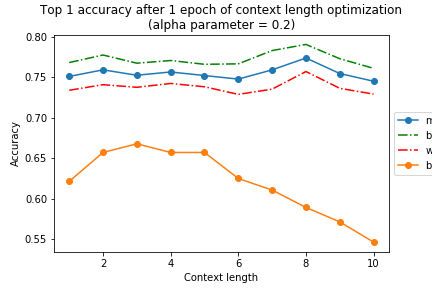 Top 1 accuracy after 1 epoch of context length optimization
(alpha parameter = 0.2)
0.80
0.75
0.70
0.65
0.60
0.55
Accuracy
2
4
6
8
10
Context length
m
b
w
b